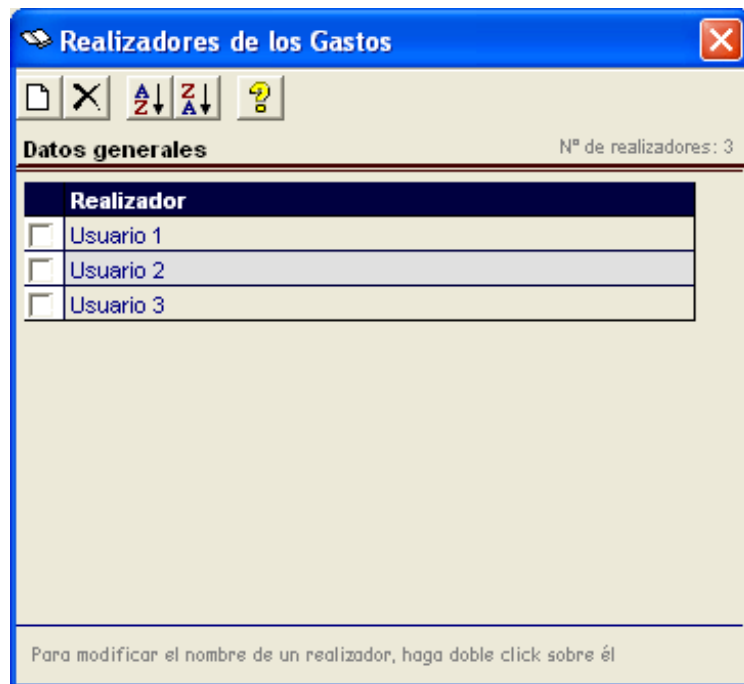 Realizadores de los Gastos
Datos generales
Nº de realizadores: 3
Realizador
Usuario 1
Usuario 2
Usuario 3
Para modificar el nombre de un realizador, haga doble click sobre él